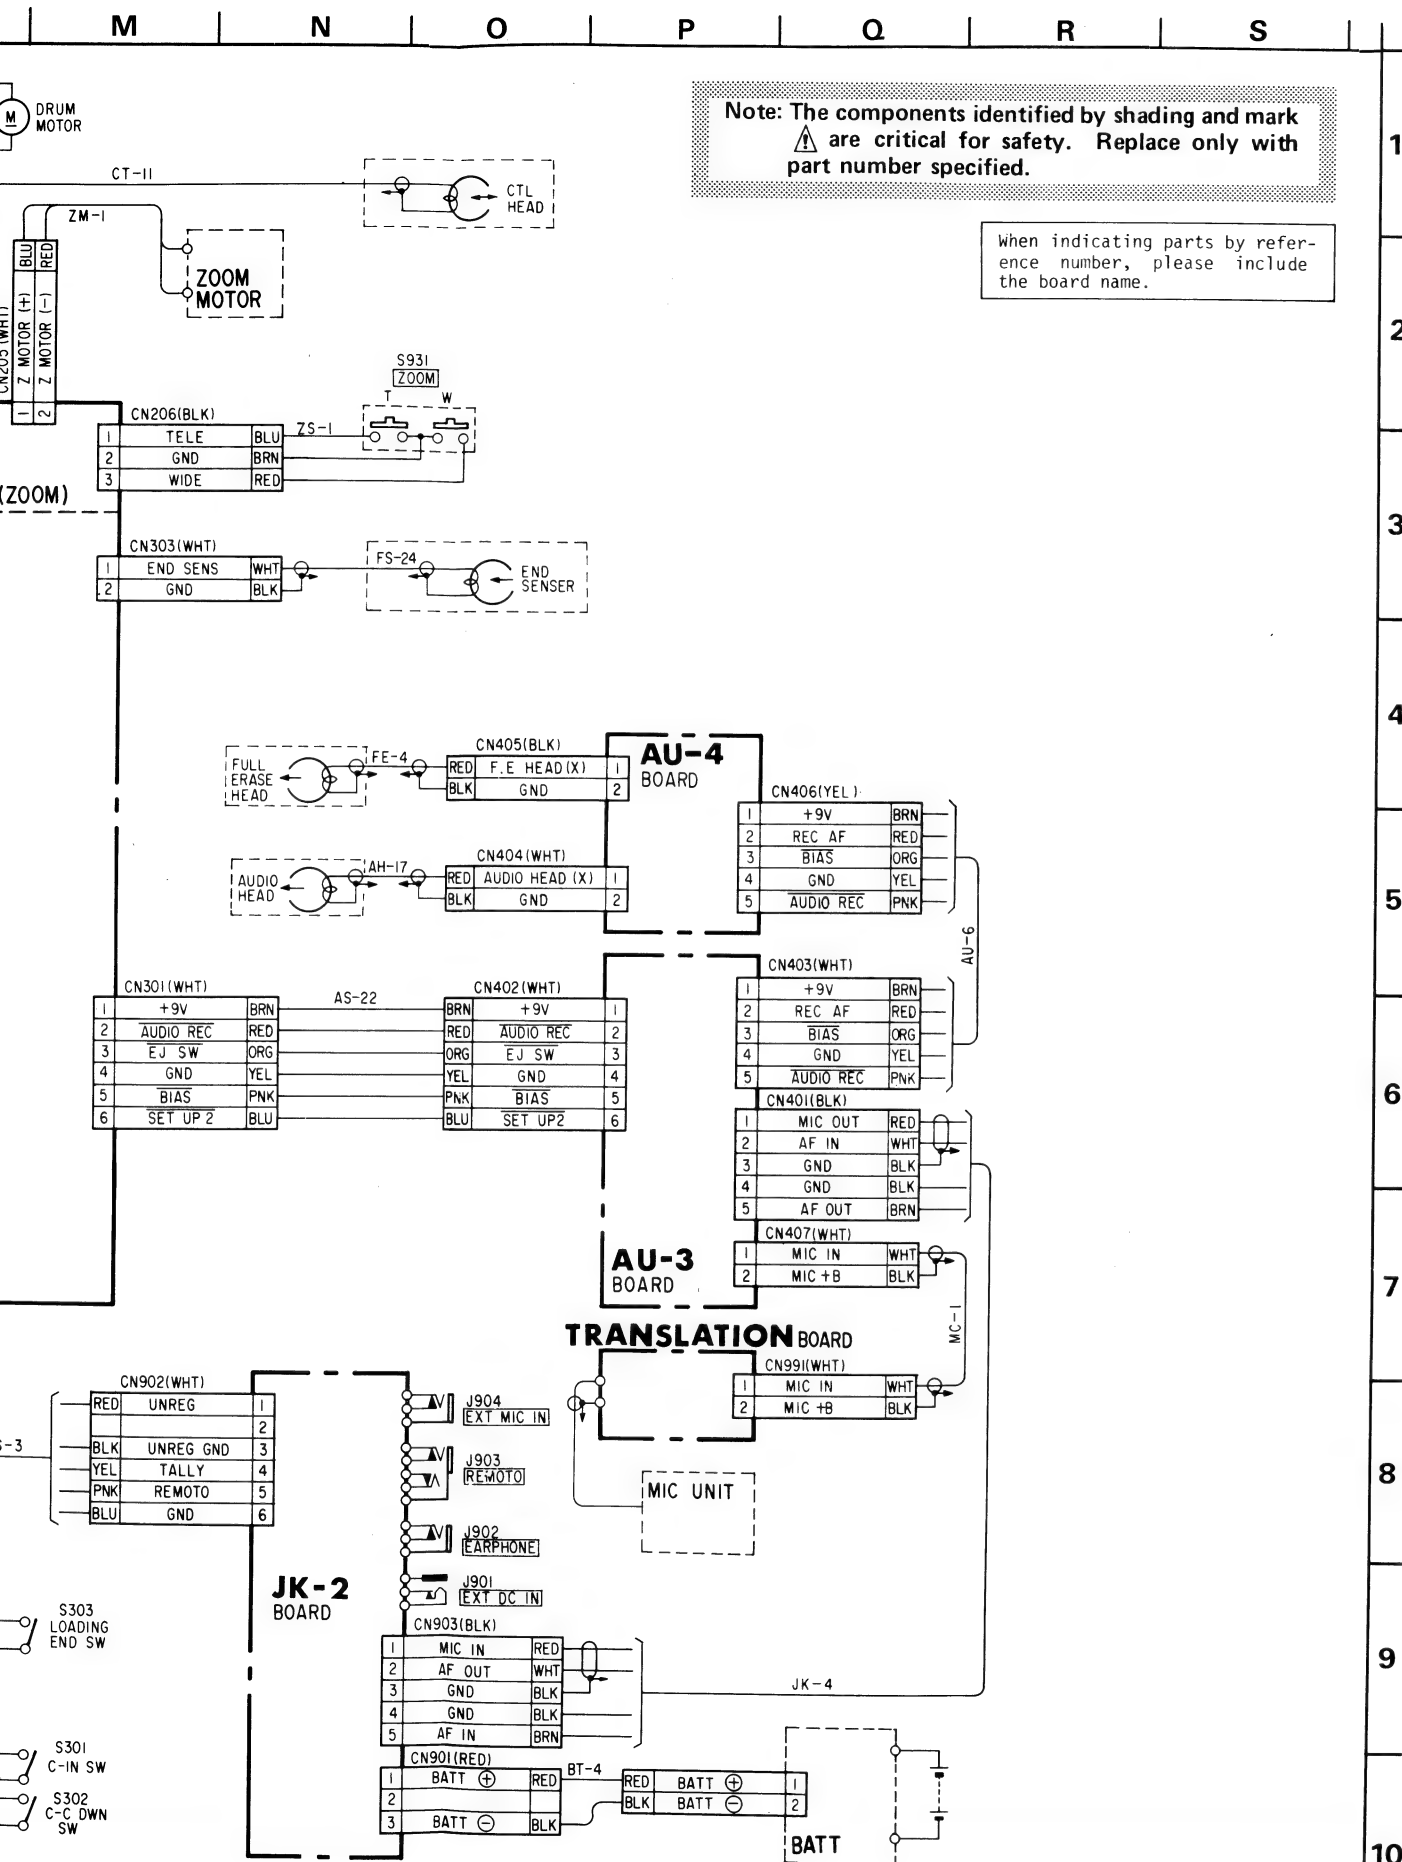 M N O P Q R S
DRUM
MOTOR
M
Note: The components identified by shading and mark
⚠ are critical for safety. Replace only with
part number specified.
1
CT-11
CTL
HEAD
ZM-1
When indicating parts by refer-
ence number, please include
the board name.
BLU
RED
ZOOM
MOTOR
Z MOTOR (+)
Z MOTOR (-)
1
2
CN205(WHT)
2
S931
ZOOM
T W
CN206(BLK)
1 TELE BLU
ZS-1
2 GND BRN
3 WIDE RED
(ZOOM)
3
CN303(WHT)
1 END SENS WHT
2 GND BLK
FS-24
END
SENSER
4
AU-4
BOARD
FULL
ERASE
HEAD
FE-4
CN405(BLK)
RED F.E HEAD(X) 1
BLK GND 2
CN406(YEL)
1 +9V BRN
2 REC AF RED
3 BIAS ORG
4 GND YEL
5 AUDIO REC PNK
AUDIO
HEAD
AH-17
CN404(WHT)
RED AUDIO HEAD (X) 1
BLK GND 2
5
AU-6
CN301(WHT)
1 +9V BRN
2 AUDIO REC RED
3 EJ SW ORG
4 GND YEL
5 BIAS PNK
6 SET UP 2 BLU
AS-22
CN402(WHT)
BRN +9V 1
RED AUDIO REC 2
ORG EJ SW 3
YEL GND 4
PNK BIAS 5
BLU SET UP2 6
CN403(WHT)
1 +9V BRN
2 REC AF RED
3 BIAS ORG
4 GND YEL
5 AUDIO REC PNK
6
CN401(BLK)
1 MIC OUT RED
2 AF IN WHT
3 GND BLK
4 GND BLK
5 AF OUT BRN
CN407(WHT)
1 MIC IN WHT
2 MIC +B BLK
AU-3
BOARD
7
MC-1
TRANSLATION BOARD
CN991(WHT)
1 MIC IN WHT
2 MIC +B BLK
CN902(WHT)
RED UNREG 1
2
BLK UNREG GND 3
YEL TALLY 4
PNK REMOTO 5
BLU GND 6
S-3
J904
EXT MIC IN
J903
REMOTO
J902
EARPHONE
J901
EXT DC IN
MIC UNIT
8
JK-2
BOARD
S303
LOADING
END SW
CN903(BLK)
1 MIC IN RED
2 AF OUT WHT
3 GND BLK
4 GND BLK
5 AF IN BRN
JK-4
9
S301
C-IN SW
S302
C-C DWN
SW
CN901(RED)
1 BATT ⊕ RED
2
3 BATT ⊖ BLK
BT-4
RED BATT ⊕ 1
BLK BATT ⊖ 2
BATT
10